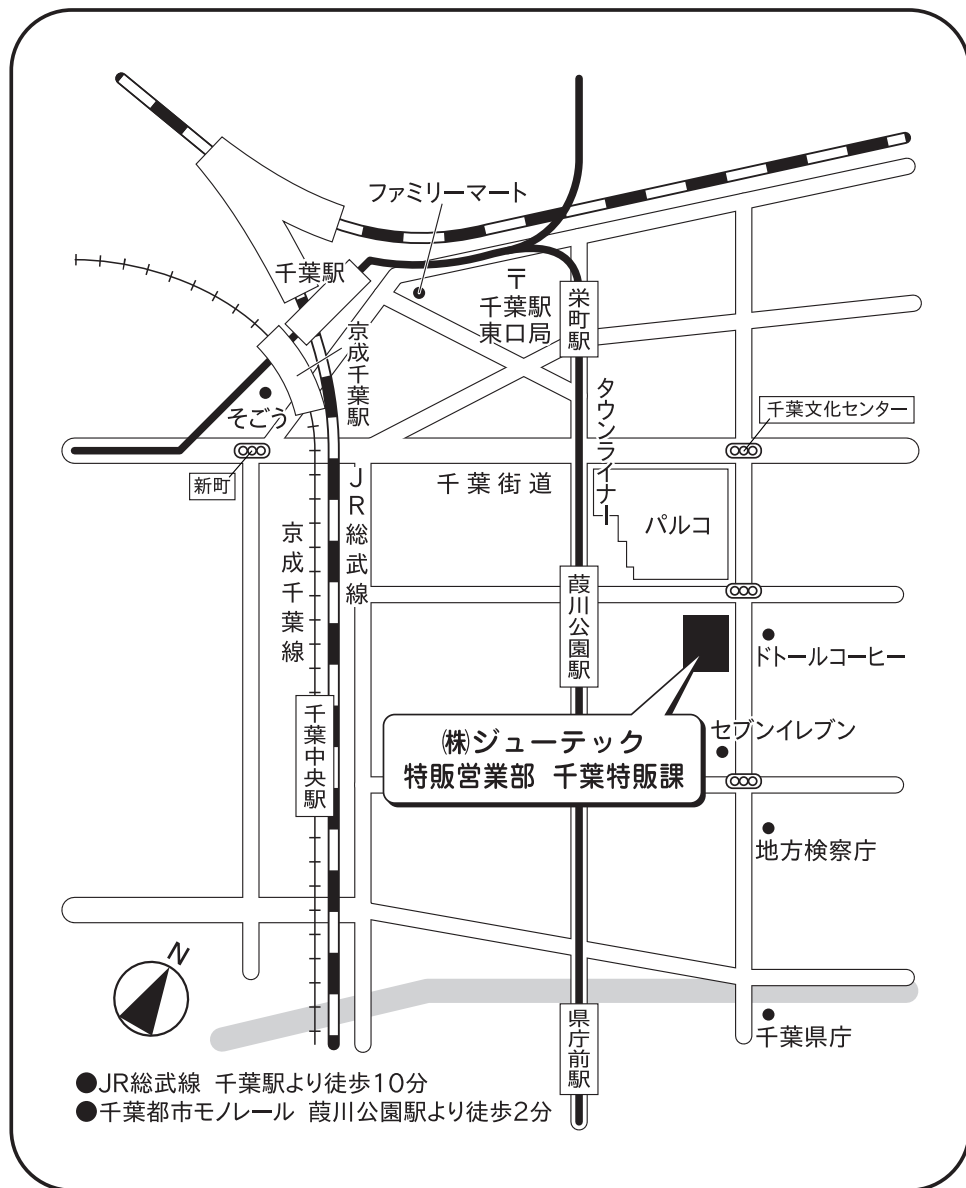 ファミリーマート
千葉駅
〒
千葉駅
東口局
栄町駅
京成千葉駅
そごう
タウンライナー
千葉文化センター
新町
千葉街道
JR総武線
京成千葉線
パルコ
葭川公園駅
ドトールコーヒー
千葉中央駅
㈱ジューテック
特販営業部 千葉特販課
セブンイレブン
地方検察庁
N
県庁前駅
千葉県庁
●JR総武線 千葉駅より徒歩10分
●千葉都市モノレール 葭川公園駅より徒歩2分